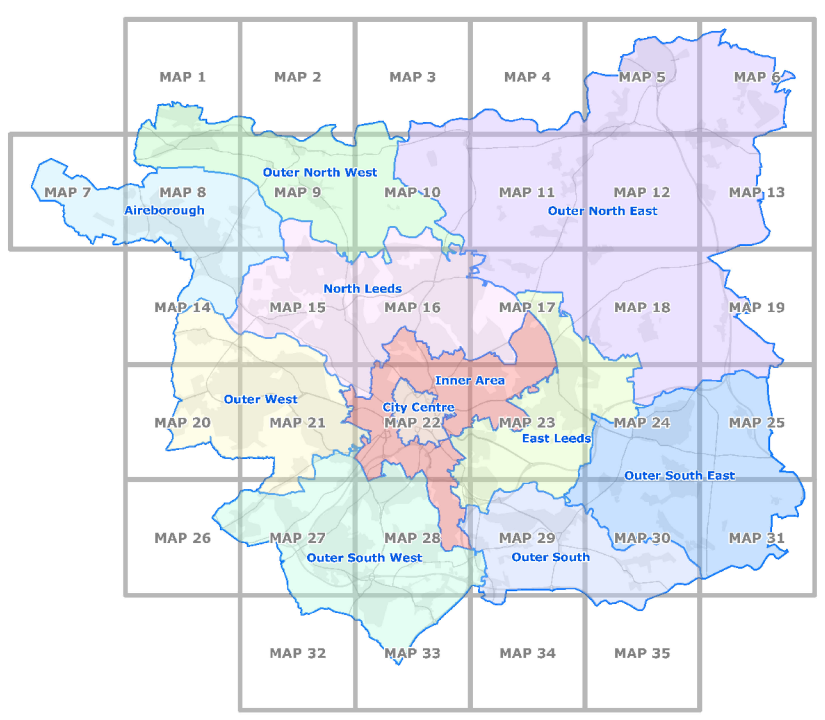 MAP 1 MAP 2 MAP 3 MAP 4 MAP 5 MAP 6
Outer North West
MAP 7 MAP 8 MAP 9 MAP 10 MAP 11 MAP 12 MAP 13
Aireborough Outer North East
North Leeds
MAP 14 MAP 15 MAP 16 MAP 17 MAP 18 MAP 19
Inner Area
Outer West City Centre
MAP 20 MAP 21 MAP 22 MAP 23 MAP 24 MAP 25
East Leeds
Outer South East
MAP 26 MAP 27 MAP 28 MAP 29 MAP 30 MAP 31
Outer South West Outer South
MAP 32 MAP 33 MAP 34 MAP 35